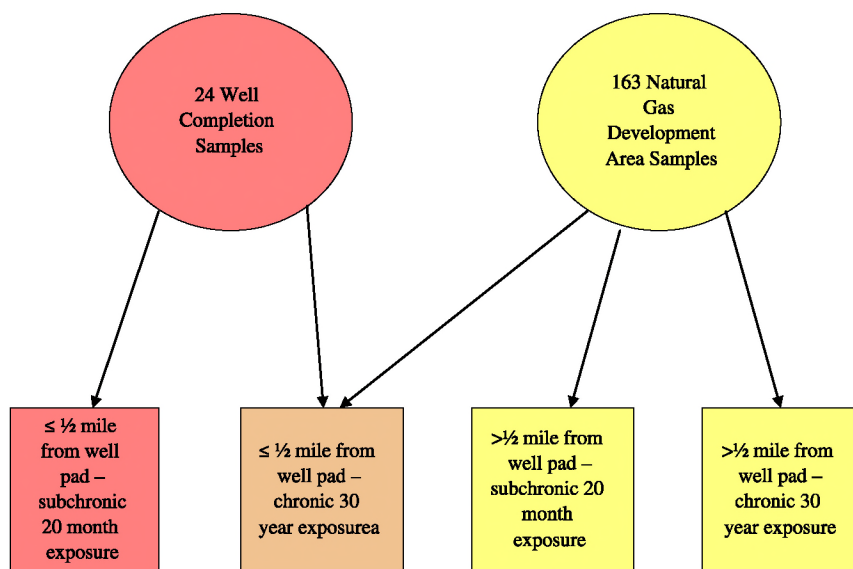 24 Well
Completion
Samples
163 Natural
Gas
Development
Area Samples
≤ ½ mile
from well
pad –
subchronic
20 month
exposure
≤ ½ mile from
well pad –
chronic 30
year exposurea
>½ mile from
well pad –
subchronic 20
month
exposure
>½ mile from
well pad –
chronic 30
year exposure